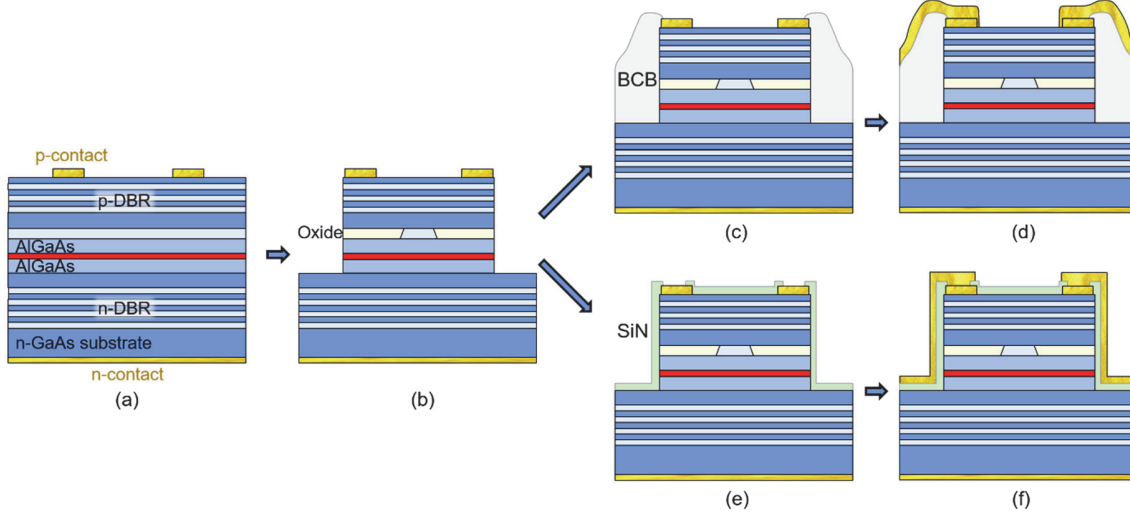 p-contact
p-DBR
AlGaAs
AlGaAs
n-DBR
n-GaAs substrate
n-contact
(a)
Oxide
(b)
BCB
(c)
(d)
SiN
(e)
(f)